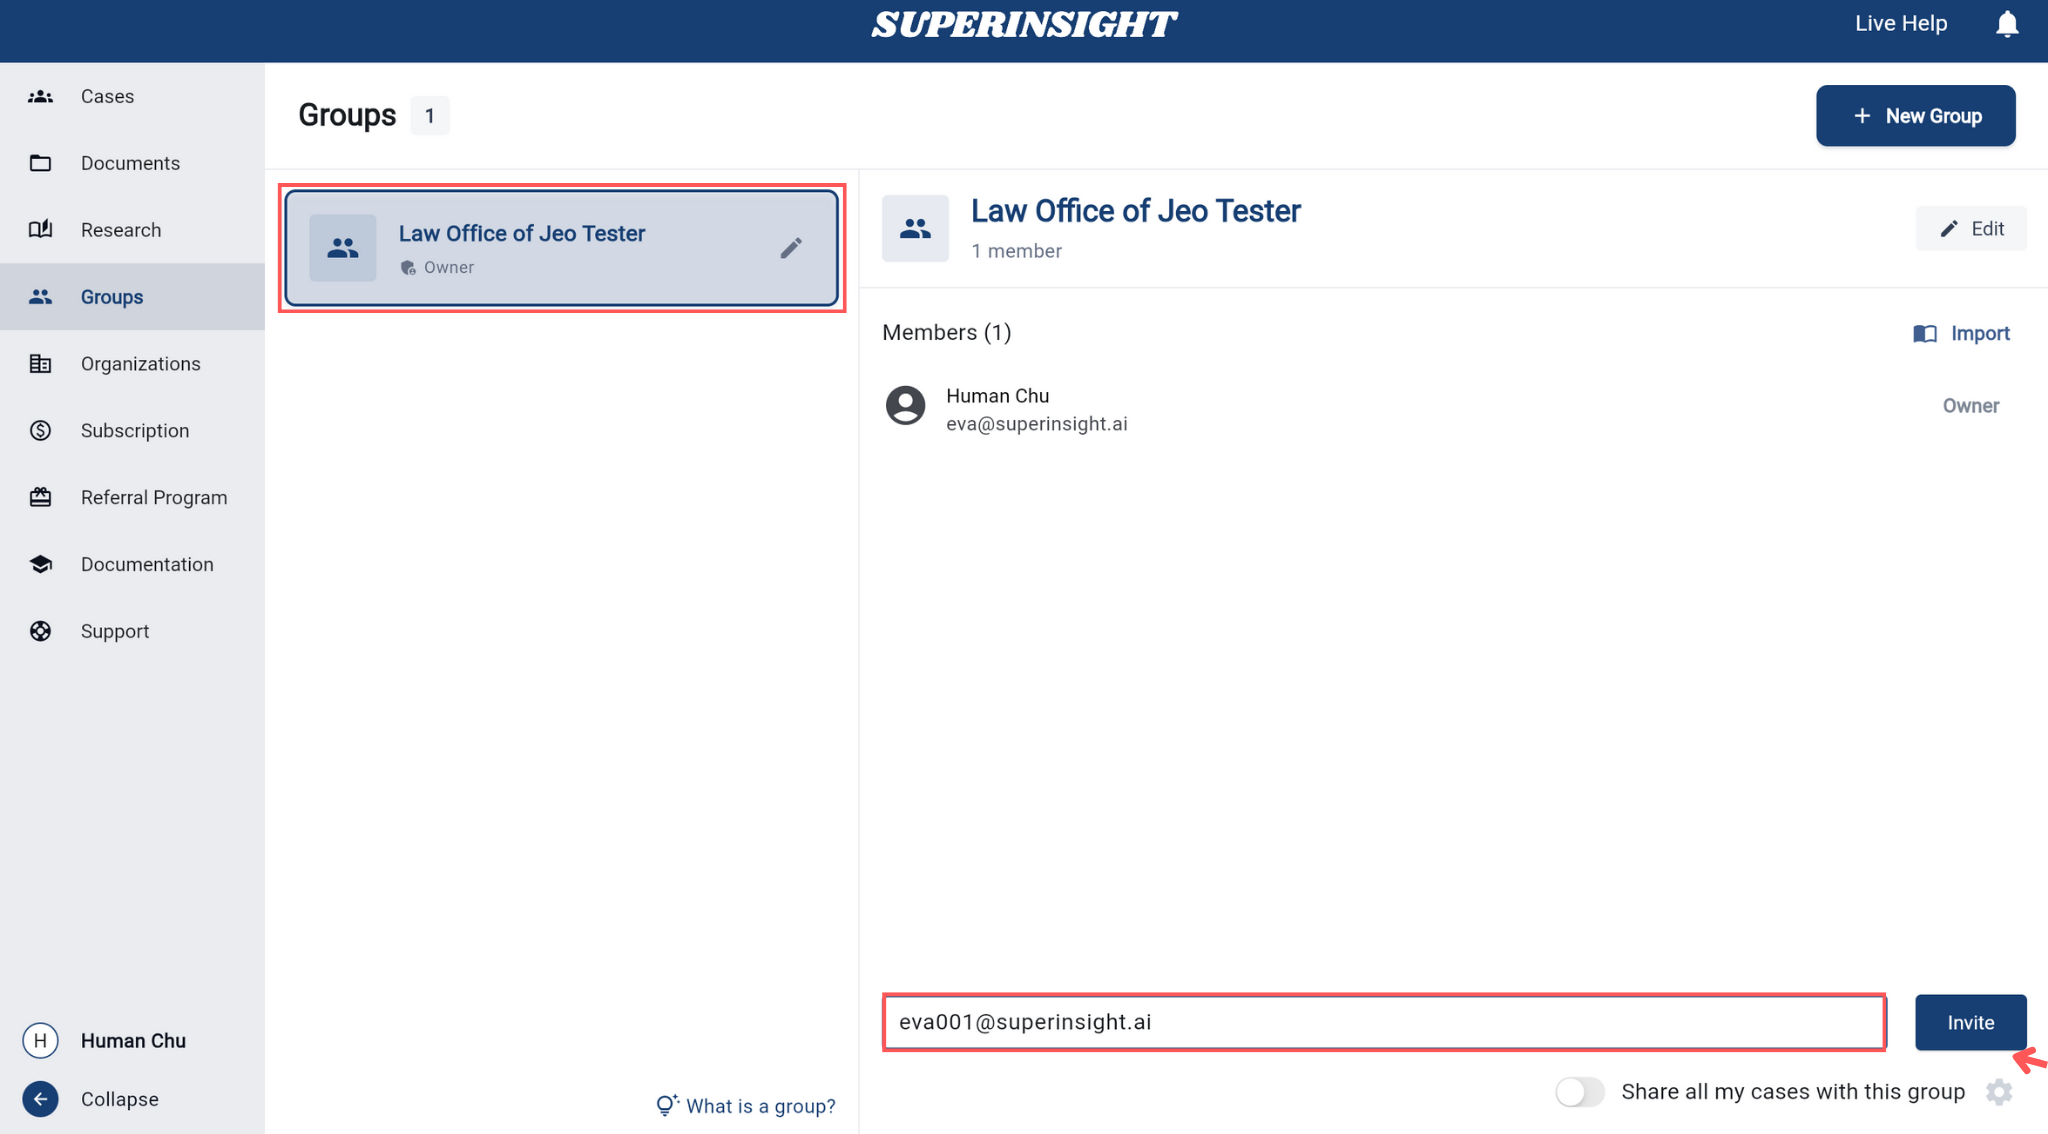 SUPERINSIGHT
Live Help
Cases
Documents
Research
Groups
Organizations
Subscription
Referral Program
Documentation
Support
H Human Chu
Collapse
Groups 1
+ New Group
Law Office of Jeo Tester
Owner
What is a group?
Law Office of Jeo Tester
1 member
Edit
Members (1)
Import
Human Chu
eva@superinsight.ai
Owner
eva001@superinsight.ai
Invite
Share all my cases with this group